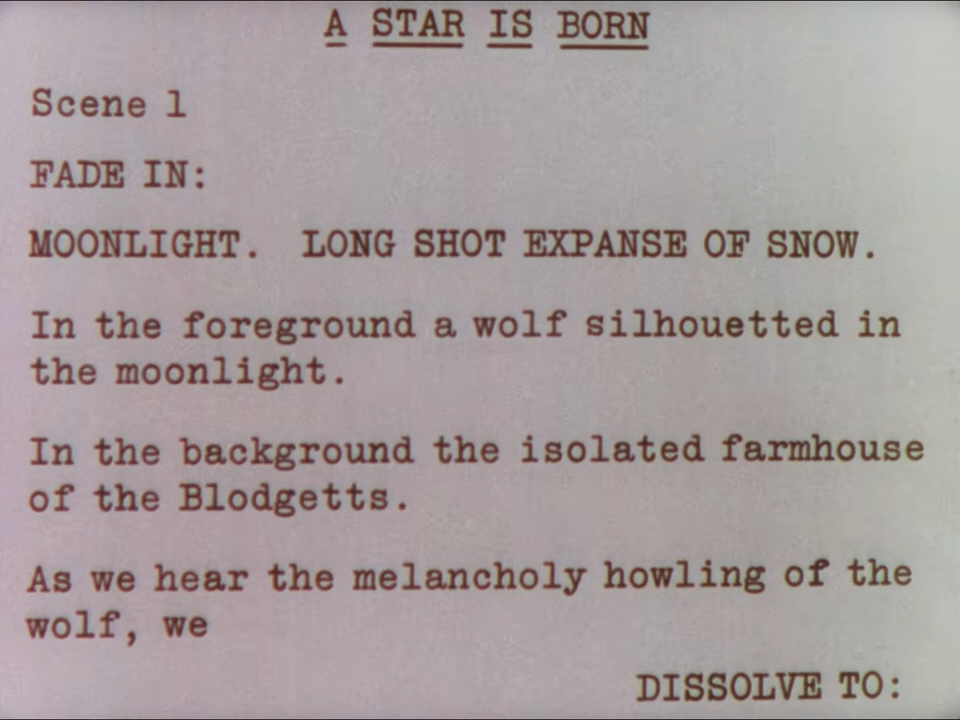 A STAR IS BORN
Scene 1
FADE IN:
MOONLIGHT.  LONG SHOT EXPANSE OF SNOW.
In the foreground a wolf silhouetted in
the moonlight.
In the background the isolated farmhouse
of the Blodgetts.
As we hear the melancholy howling of the
wolf, we
DISSOLVE TO: